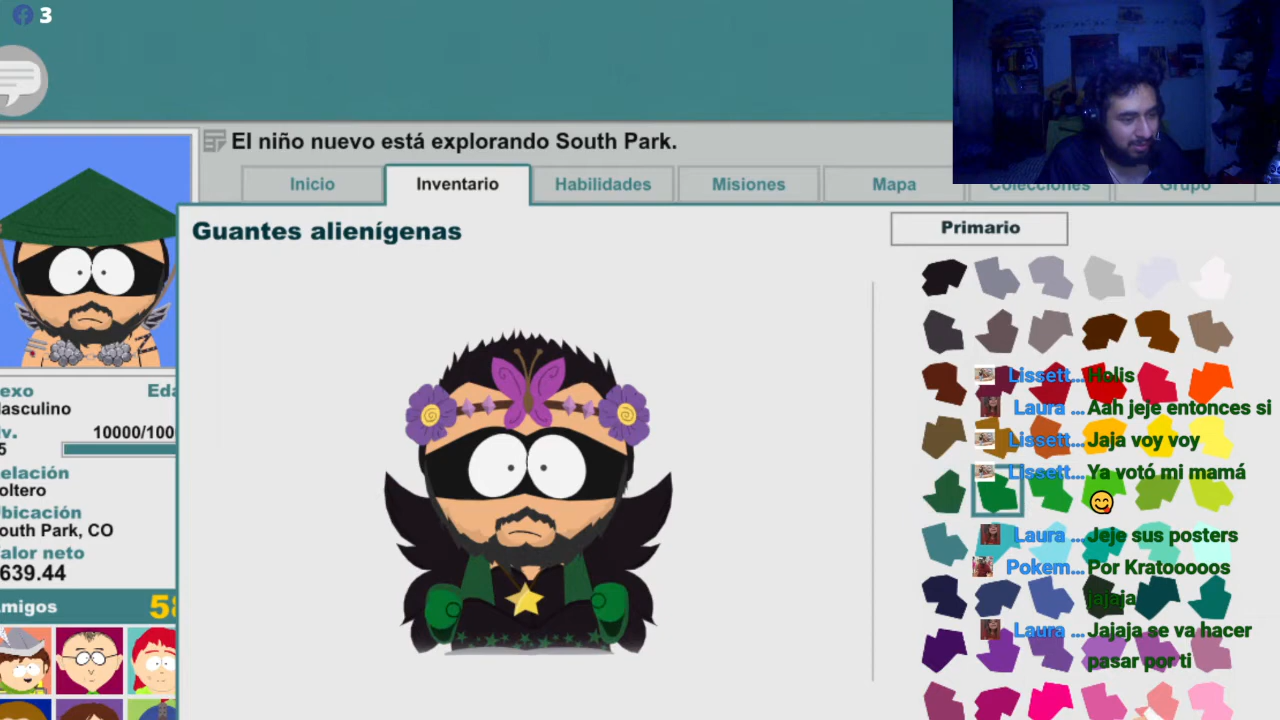 3
El niño nuevo está explorando South Park.
Inicio
Inventario
Habilidades
Misiones
Mapa
Colecciones
Grupo
Guantes alienígenas
Primario
exo
Eda
asculino
v.
10000/100
5
elación
oltero
bicación
outh Park, CO
alor neto
639.44
migos
58
Lissett... Holis
Laura ... Aah jeje entonces si
Lissett... Jaja voy voy
Lissett... Ya votó mi mamá
😋
Laura ... Jeje sus posters
Pokem... Por Kratooooos
jajaja
Laura ... Jajaja se va hacer
pasar por ti